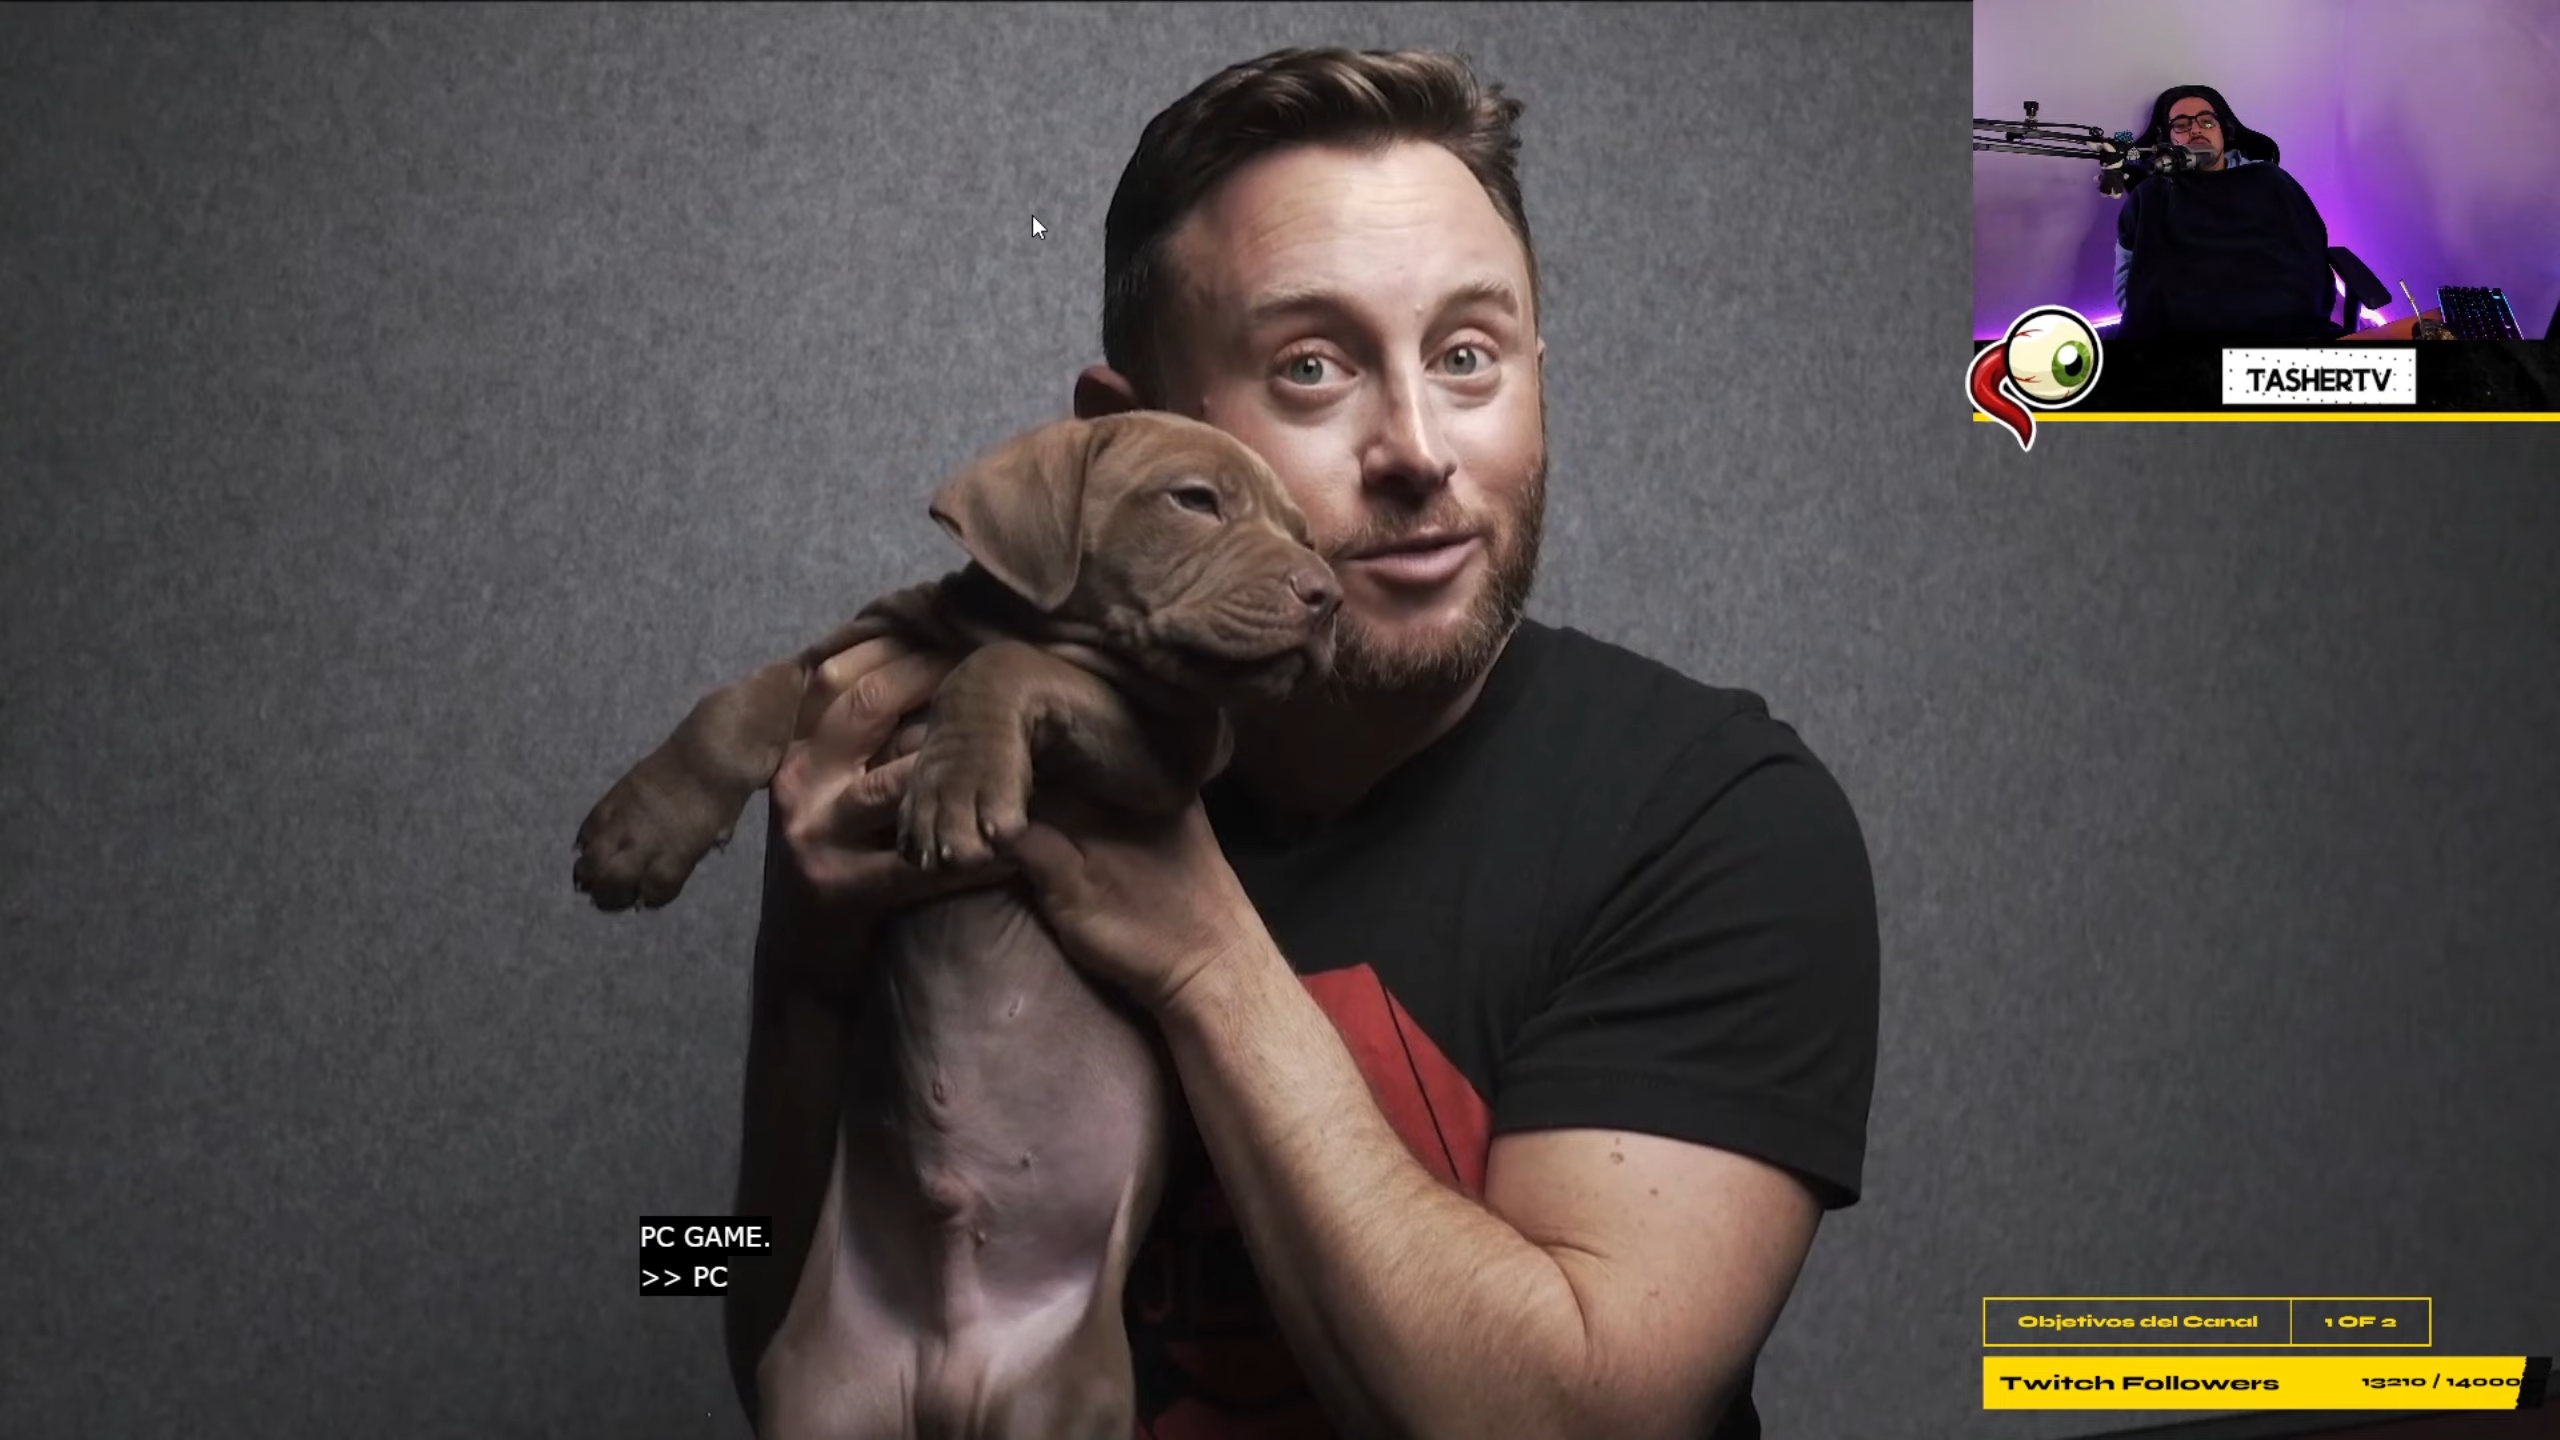 TASHERTV
PC GAME.
>> PC
Objetivos del Canal 1 OF 2
Twitch Followers 13210 / 14000